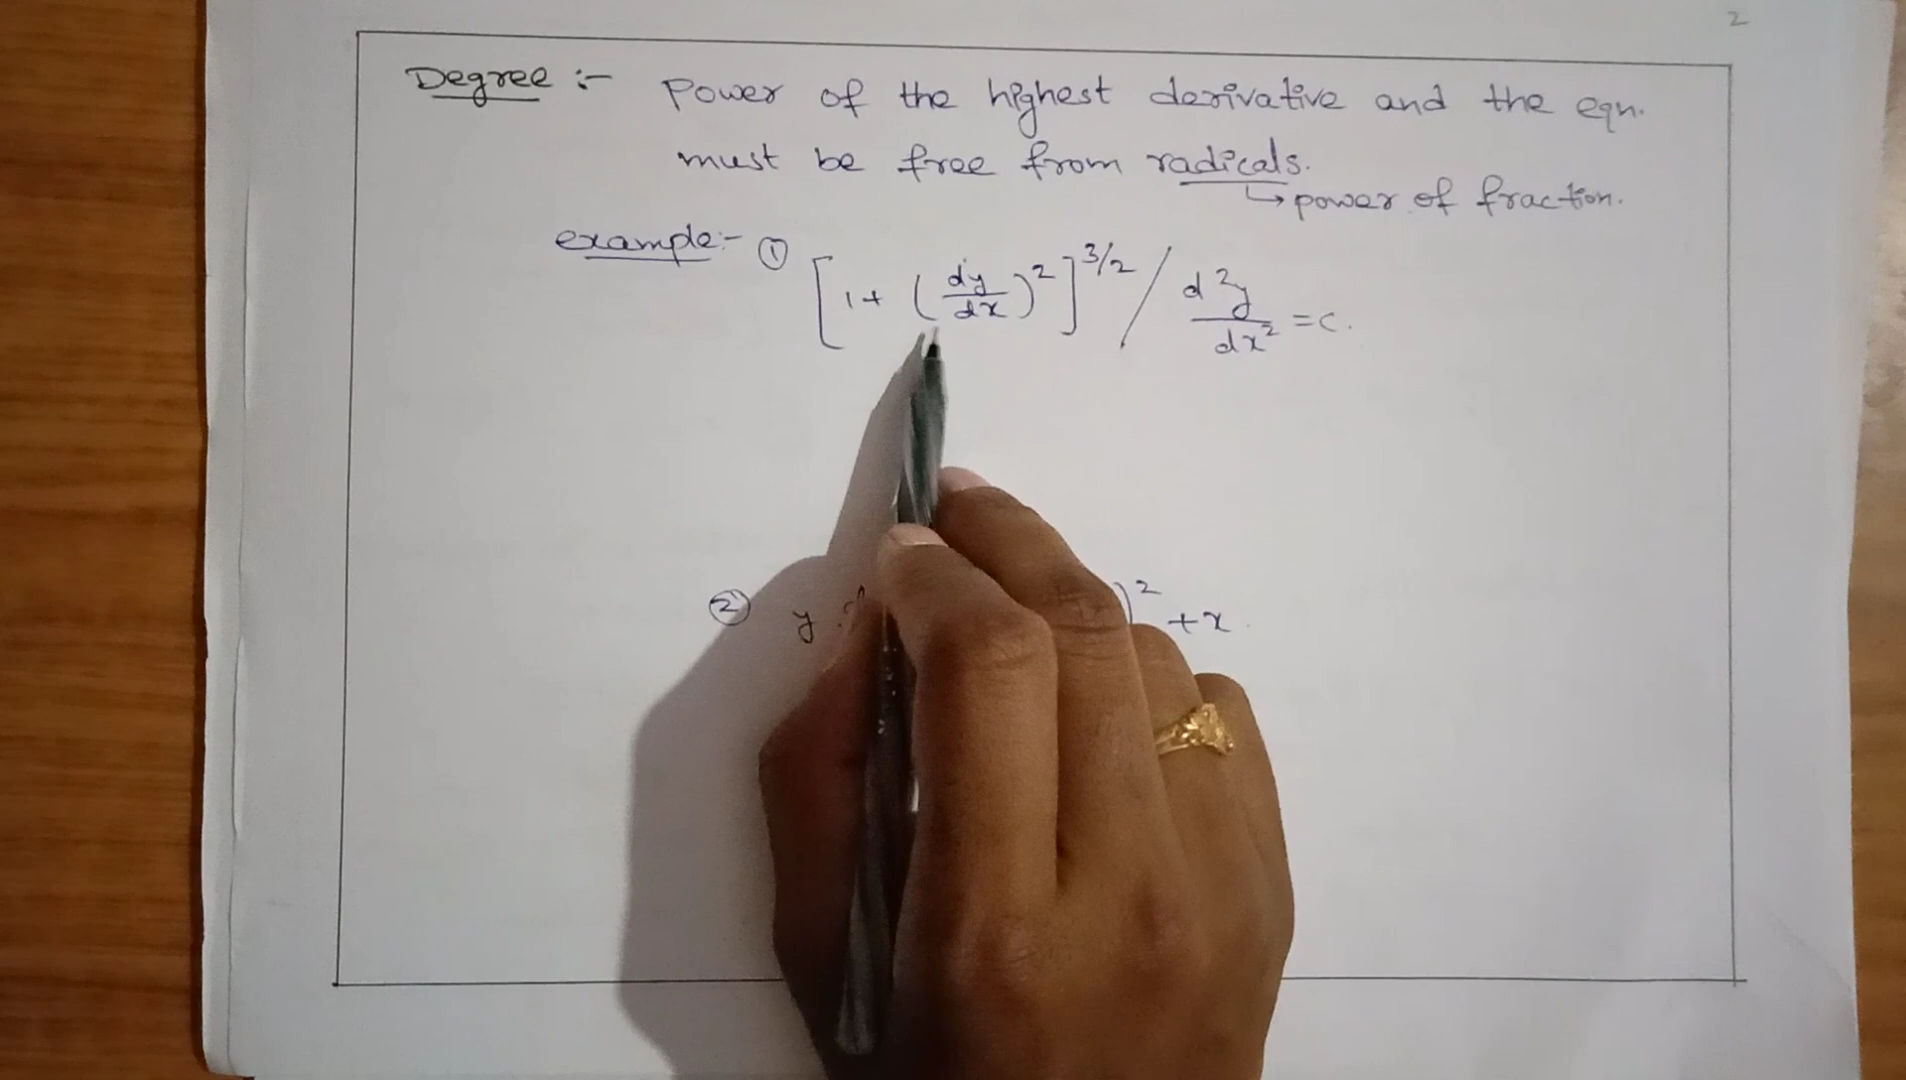 2
Degree :- Power of the highest derivative and the eqn.
must be free from radicals.
↳ power of fraction.
example:- ① [1+ (dy/dx)²]^3/2 / d²y/dx² = c.
② y )² + x.